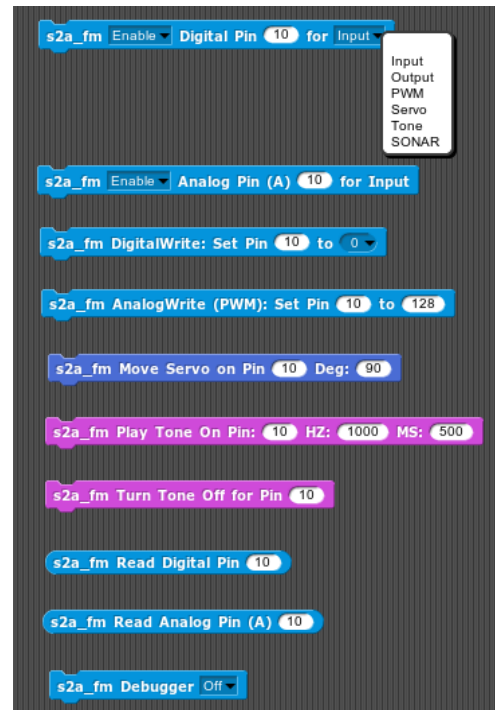 s2a_fm Enable Digital Pin 10 for Input
Input
Output
PWM
Servo
Tone
SONAR
s2a_fm Enable Analog Pin (A) 10 for Input
s2a_fm DigitalWrite: Set Pin 10 to 0
s2a_fm AnalogWrite (PWM): Set Pin 10 to 128
s2a_fm Move Servo on Pin 10 Deg: 90
s2a_fm Play Tone On Pin: 10 HZ: 1000 MS: 500
s2a_fm Turn Tone Off for Pin 10
s2a_fm Read Digital Pin 10
s2a_fm Read Analog Pin (A) 10
s2a_fm Debugger Off